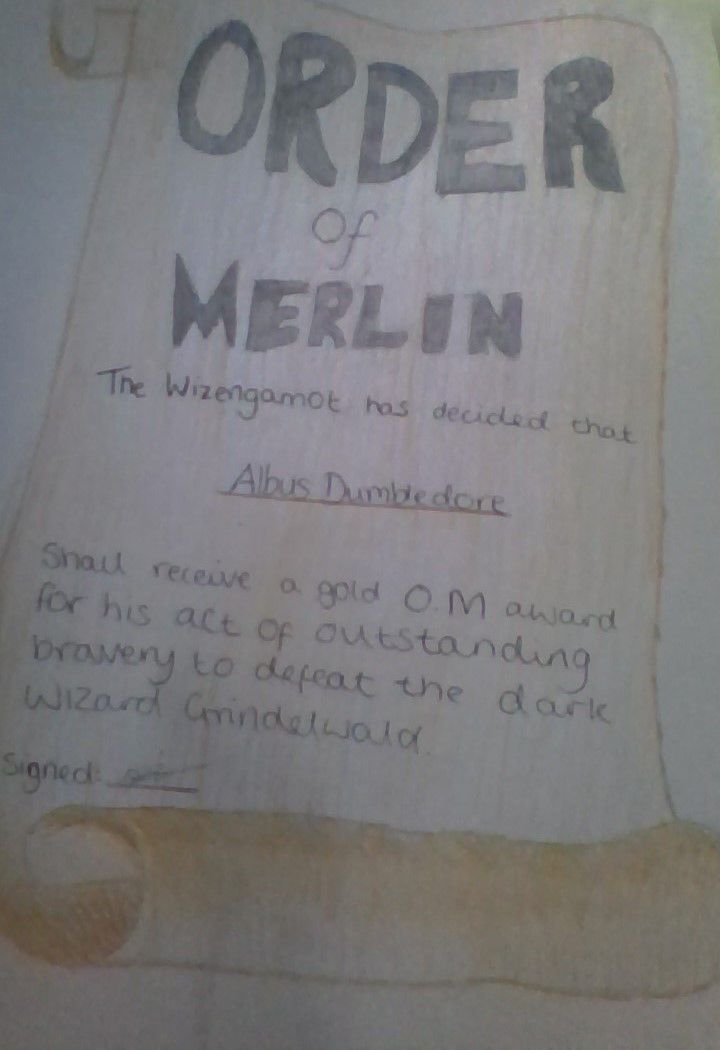 ORDER
of
MERLIN
The Wizengamot has decided that
Albus Dumbledore
Shall receive a gold O.M award
for his act of outstanding
bravery to defeat the dark
Wizard Grindelwald.
Signed: